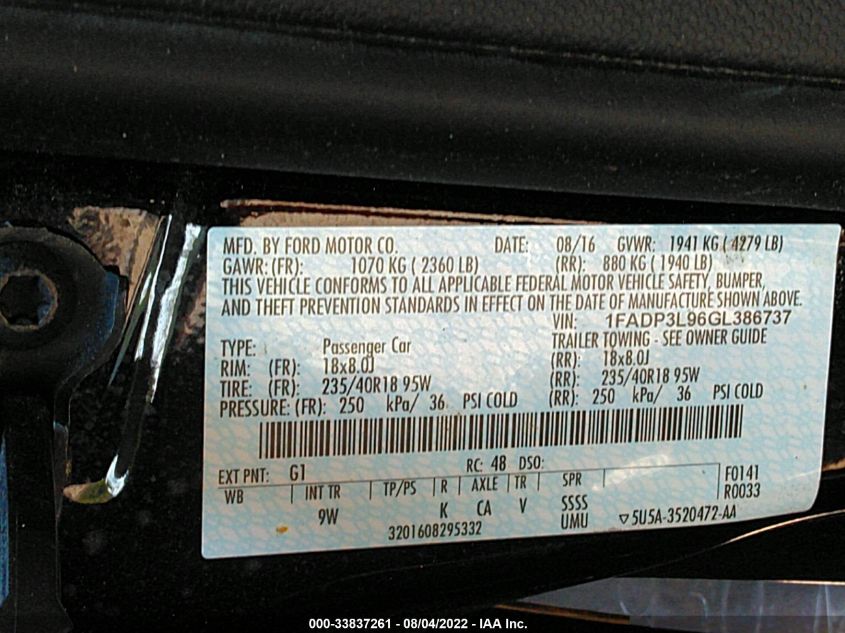 MFD. BY FORD MOTOR CO. DATE: 08/16 GVWR: 1941 KG ( 4279 LB)
GAWR: (FR): 1070 KG ( 2360 LB) (RR): 880 KG ( 1940 LB)
THIS VEHICLE CONFORMS TO ALL APPLICABLE FEDERAL MOTOR VEHICLE SAFETY, BUMPER,
AND THEFT PREVENTION STANDARDS IN EFFECT ON THE DATE OF MANUFACTURE SHOWN ABOVE.
VIN: 1FADP3L96GL386737
TYPE: Passenger Car TRAILER TOWING - SEE OWNER GUIDE
RIM: (FR): 18x8.0J (RR): 18x8.0J
TIRE: (FR): 235/40R18 95W (RR): 235/40R18 95W
PRESSURE: (FR): 250 kPa/ 36 PSI COLD (RR): 250 kPa/ 36 PSI COLD
EXT PNT: G1 RC: 48 DSO:
WB INT TR TP/PS R AXLE TR SPR F0141
R0033
9W K CA V SSSS
UMU
3201608295332 ▽5U5A-3520472-AA
000-33837261 - 08/04/2022 - IAA Inc.